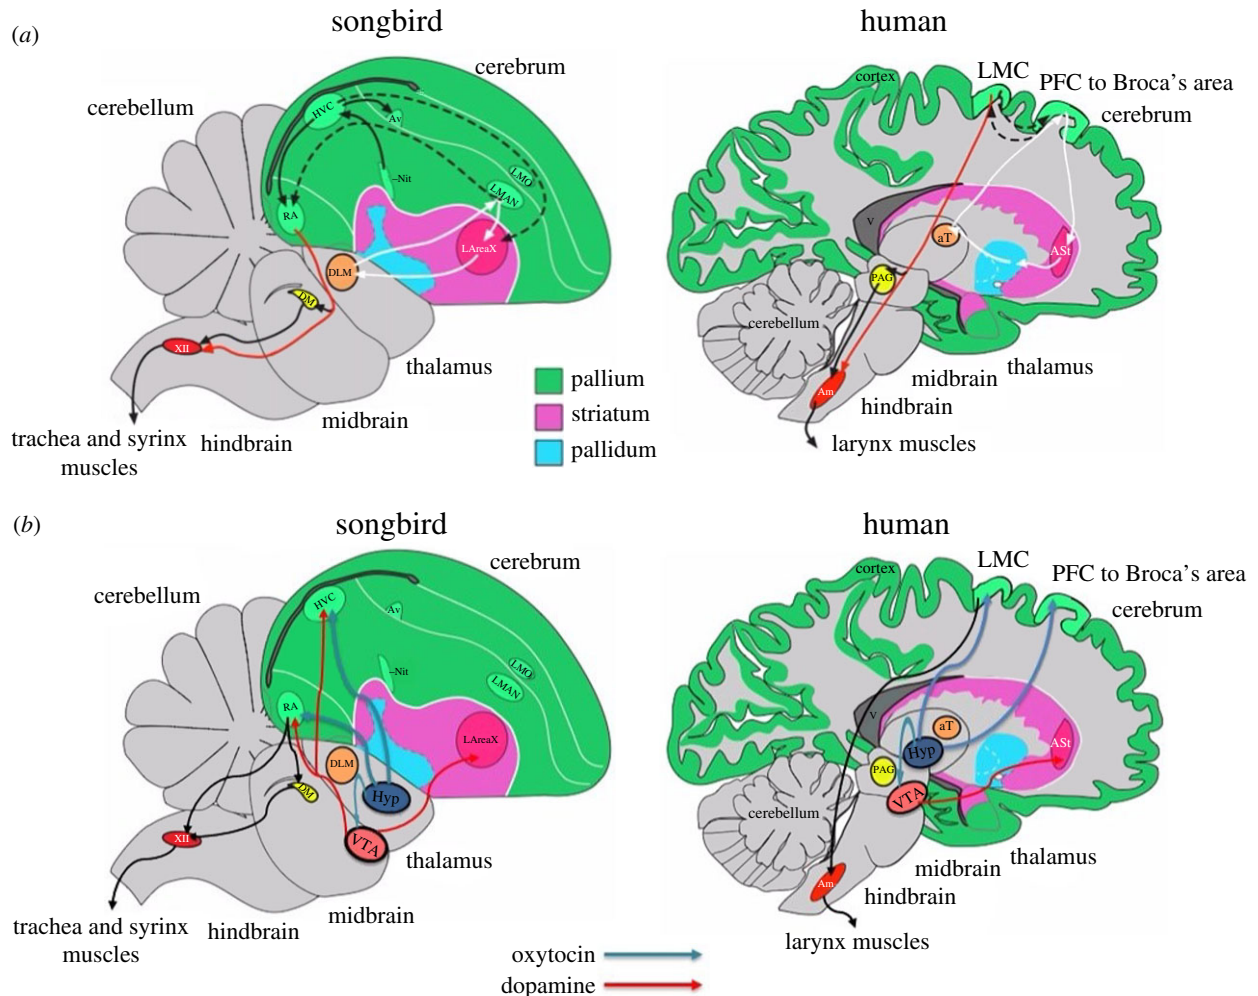 (a)
songbird
human
cerebellum
cerebrum
HVC
Av
Nit
LMO
LMAN
RA
LAreaX
DLM
DM
XII
thalamus
midbrain
hindbrain
trachea and syrinx
muscles
pallium
striatum
pallidum
cortex
LMC
PFC to Broca's area
cerebrum
V
aT
ASt
PAG
cerebellum
Am
thalamus
midbrain
hindbrain
larynx muscles
(b)
songbird
human
cerebellum
cerebrum
HVC
Av
Nit
LMO
LMAN
RA
LAreaX
DLM
DM
Hyp
VTA
XII
thalamus
midbrain
hindbrain
trachea and syrinx
muscles
cortex
LMC
PFC to Broca's area
cerebrum
V
aT
Hyp
ASt
PAG
VTA
cerebellum
Am
thalamus
midbrain
hindbrain
larynx muscles
oxytocin
dopamine